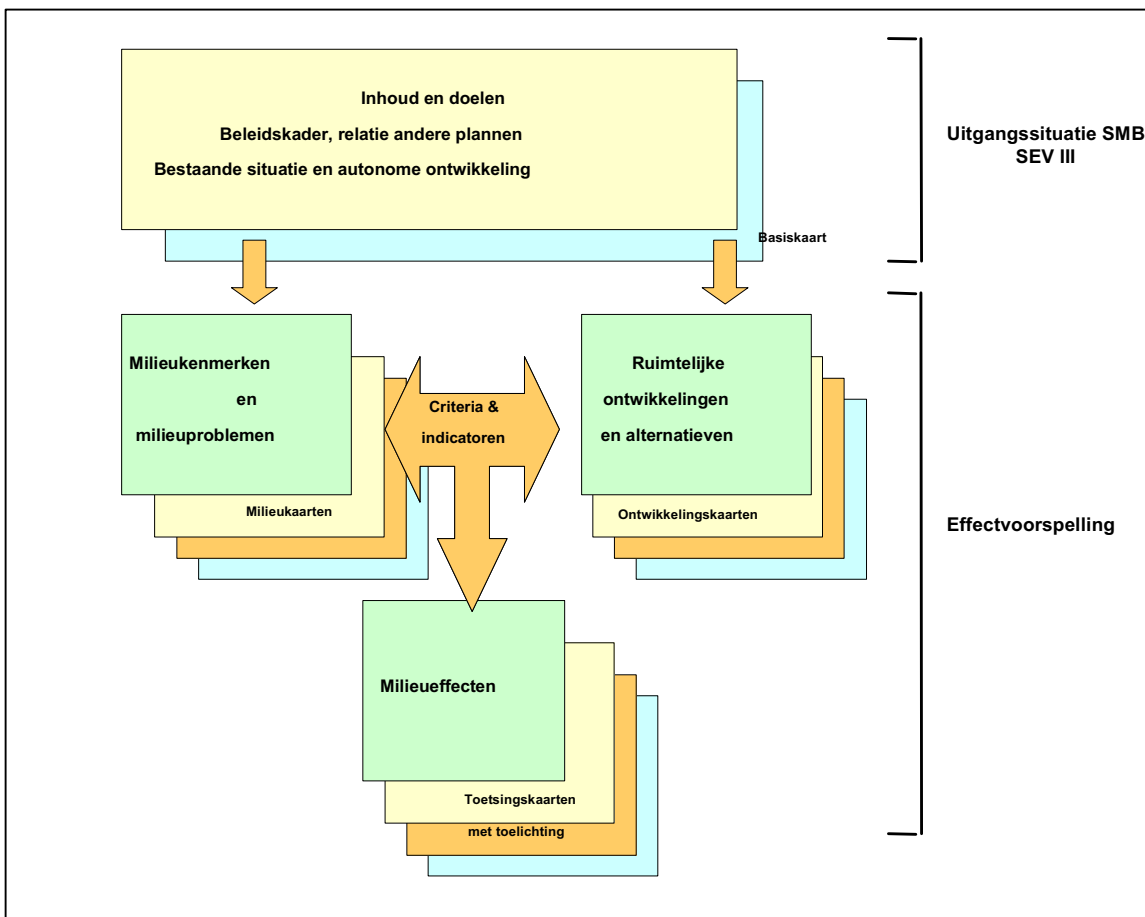 Inhoud en doelen
Beleidskader, relatie andere plannen
Bestaande situatie en autonome ontwikkeling
Uitgangssituatie SMB
SEV III
Basiskaart
Milieukenmerken
en
milieuproblemen
Milieukaarten
Criteria &
indicatoren
Ruimtelijke
ontwikkelingen
en alternatieven
Ontwikkelingskaarten
Effectvoorspelling
Milieueffecten
Toetsingskaarten
met toelichting